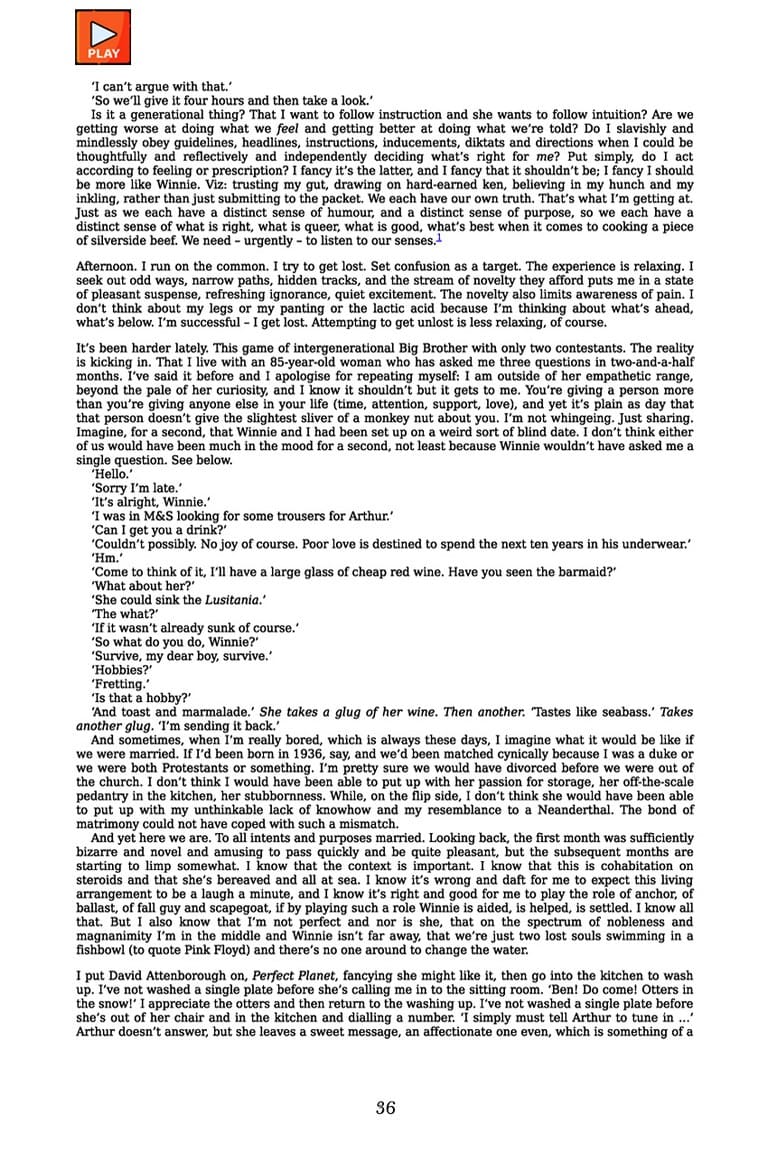 PLAY
‘I can’t argue with that.’
‘So we’ll give it four hours and then take a look.’
Is it a generational thing? That I want to follow instruction and she wants to follow intuition? Are we
getting worse at doing what we feel and getting better at doing what we’re told? Do I slavishly and
mindlessly obey guidelines, headlines, instructions, inducements, diktats and directions when I could be
thoughtfully and reflectively and independently deciding what’s right for me? Put simply, do I act
according to feeling or prescription? I fancy it’s the latter, and I fancy that it shouldn’t be; I fancy I should
be more like Winnie. Viz: trusting my gut, drawing on hard-earned ken, believing in my hunch and my
inkling, rather than just submitting to the packet. We each have our own truth. That’s what I’m getting at.
Just as we each have a distinct sense of humour, and a distinct sense of purpose, so we each have a
distinct sense of what is right, what is queer, what is good, what’s best when it comes to cooking a piece
of silverside beef. We need – urgently – to listen to our senses.1
Afternoon. I run on the common. I try to get lost. Set confusion as a target. The experience is relaxing. I
seek out odd ways, narrow paths, hidden tracks, and the stream of novelty they afford puts me in a state
of pleasant suspense, refreshing ignorance, quiet excitement. The novelty also limits awareness of pain. I
don’t think about my legs or my panting or the lactic acid because I’m thinking about what’s ahead,
what’s below. I’m successful – I get lost. Attempting to get unlost is less relaxing, of course.
It’s been harder lately. This game of intergenerational Big Brother with only two contestants. The reality
is kicking in. That I live with an 85-year-old woman who has asked me three questions in two-and-a-half
months. I’ve said it before and I apologise for repeating myself: I am outside of her empathetic range,
beyond the pale of her curiosity, and I know it shouldn’t but it gets to me. You’re giving a person more
than you’re giving anyone else in your life (time, attention, support, love), and yet it’s plain as day that
that person doesn’t give the slightest sliver of a monkey nut about you. I’m not whingeing. Just sharing.
Imagine, for a second, that Winnie and I had been set up on a weird sort of blind date. I don’t think either
of us would have been much in the mood for a second, not least because Winnie wouldn’t have asked me a
single question. See below.
‘Hello.’
‘Sorry I’m late.’
‘It’s alright, Winnie.’
‘I was in M&S looking for some trousers for Arthur.’
‘Can I get you a drink?’
‘Couldn’t possibly. No joy of course. Poor love is destined to spend the next ten years in his underwear.’
‘Hm.’
‘Come to think of it, I’ll have a large glass of cheap red wine. Have you seen the barmaid?’
‘What about her?’
‘She could sink the Lusitania.’
‘The what?’
‘If it wasn’t already sunk of course.’
‘So what do you do, Winnie?’
‘Survive, my dear boy, survive.’
‘Hobbies?’
‘Fretting.’
‘Is that a hobby?’
‘And toast and marmalade.’ She takes a glug of her wine. Then another. ‘Tastes like seabass.’ Takes
another glug. ‘I’m sending it back.’
And sometimes, when I’m really bored, which is always these days, I imagine what it would be like if
we were married. If I’d been born in 1936, say, and we’d been matched cynically because I was a duke or
we were both Protestants or something. I’m pretty sure we would have divorced before we were out of
the church. I don’t think I would have been able to put up with her passion for storage, her off-the-scale
pedantry in the kitchen, her stubbornness. While, on the flip side, I don’t think she would have been able
to put up with my unthinkable lack of knowhow and my resemblance to a Neanderthal. The bond of
matrimony could not have coped with such a mismatch.
And yet here we are. To all intents and purposes married. Looking back, the first month was sufficiently
bizarre and novel and amusing to pass quickly and be quite pleasant, but the subsequent months are
starting to limp somewhat. I know that the context is important. I know that this is cohabitation on
steroids and that she’s bereaved and all at sea. I know it’s wrong and daft for me to expect this living
arrangement to be a laugh a minute, and I know it’s right and good for me to play the role of anchor, of
ballast, of fall guy and scapegoat, if by playing such a role Winnie is aided, is helped, is settled. I know all
that. But I also know that I’m not perfect and nor is she, that on the spectrum of nobleness and
magnanimity I’m in the middle and Winnie isn’t far away, that we’re just two lost souls swimming in a
fishbowl (to quote Pink Floyd) and there’s no one around to change the water.
I put David Attenborough on, Perfect Planet, fancying she might like it, then go into the kitchen to wash
up. I’ve not washed a single plate before she’s calling me in to the sitting room. ‘Ben! Do come! Otters in
the snow!’ I appreciate the otters and then return to the washing up. I’ve not washed a single plate before
she’s out of her chair and in the kitchen and dialling a number. ‘I simply must tell Arthur to tune in ...’
Arthur doesn’t answer, but she leaves a sweet message, an affectionate one even, which is something of a
36